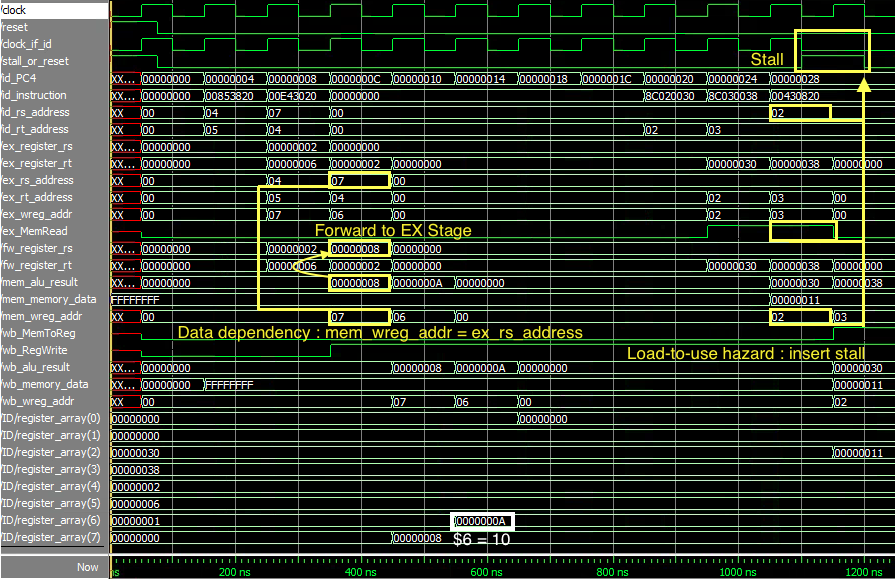 /clock
/reset
/clock_if_id
/stall_or_reset
Stall
/id_PC4 XX... 00000000 00000004 00000008 0000000C 00000010 00000014 00000018 0000001C 00000020 00000024 00000028
/id_instruction XX... 00000000 00853820 00E43020 00000000 8C020030 8C030038 00430820
/id_rs_address XX 00 04 07 00 02
/id_rt_address XX 00 05 04 00 02 03
/ex_register_rs XX... 00000000 00000002 00000000
/ex_register_rt XX... 00000000 00000006 00000002 00000000 00000030 00000038 00000000
/ex_rs_address XX 00 04 07 00
/ex_rt_address XX 00 05 04 00 02 03 00
/ex_wreg_addr XX 00 07 06 00 02 03 00
/ex_MemRead
Forward to EX Stage
/fw_register_rs XX... 00000000 00000002 00000008 00000000
/fw_register_rt XX... 00000000 00000006 00000002 00000000 00000030 00000038 00000000
/mem_alu_result XX... 00000000 00000008 0000000A 00000000 00000030 00000038
/mem_memory_data FFFFFFFF 00000011
/mem_wreg_addr XX 00 07 06 00 02 03
/wb_MemToReg
Data dependency : mem_wreg_addr = ex_rs_address
/wb_RegWrite
Load-to-use hazard : insert stall
/wb_alu_result XX... 00000000 00000008 0000000A 00000000 00000030
/wb_memory_data XX... 00000000 FFFFFFFF 00000011
/wb_wreg_addr XX 00 07 06 00 02
/ID/register_array(0) 00000000 00000000
/ID/register_array(1) 00000000
/ID/register_array(2) 00000030 00000011
/ID/register_array(3) 00000038
/ID/register_array(4) 00000002
/ID/register_array(5) 00000006
/ID/register_array(6) 00000001 0000000A
/ID/register_array(7) 00000000 00000008 $6 = 10
Now ns 200 ns 400 ns 600 ns 800 ns 1000 ns 1200 ns